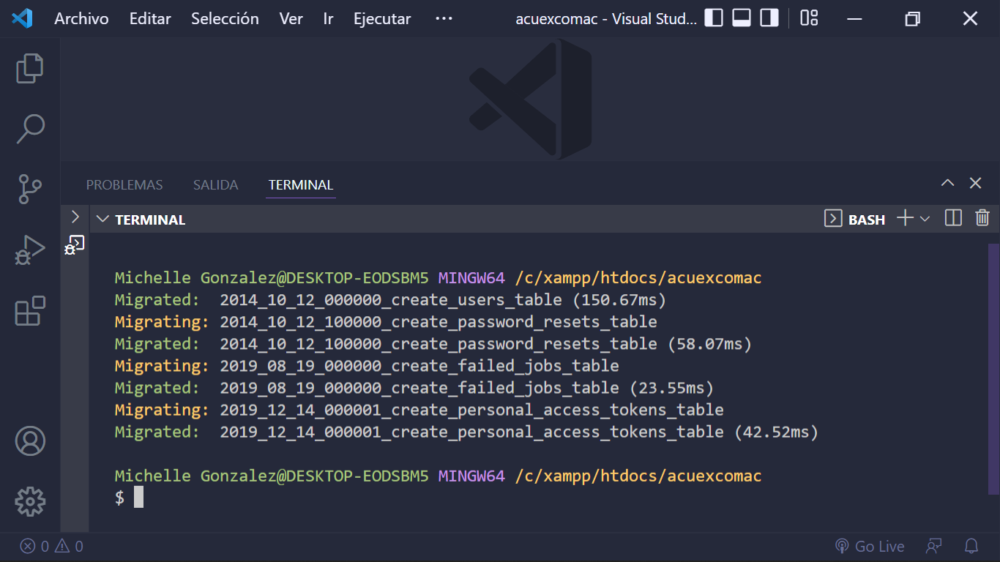 Archivo Editar Selección Ver Ir Ejecutar ··· acuexcomac - Visual Stud...
PROBLEMAS SALIDA TERMINAL
TERMINAL BASH
Michelle Gonzalez@DESKTOP-EODSBM5 MINGW64 /c/xampp/htdocs/acuexcomac
Migrated: 2014_10_12_000000_create_users_table (150.67ms)
Migrating: 2014_10_12_100000_create_password_resets_table
Migrated: 2014_10_12_100000_create_password_resets_table (58.07ms)
Migrating: 2019_08_19_000000_create_failed_jobs_table
Migrated: 2019_08_19_000000_create_failed_jobs_table (23.55ms)
Migrating: 2019_12_14_000001_create_personal_access_tokens_table
Migrated: 2019_12_14_000001_create_personal_access_tokens_table (42.52ms)
Michelle Gonzalez@DESKTOP-EODSBM5 MINGW64 /c/xampp/htdocs/acuexcomac
$
0 0 Go Live